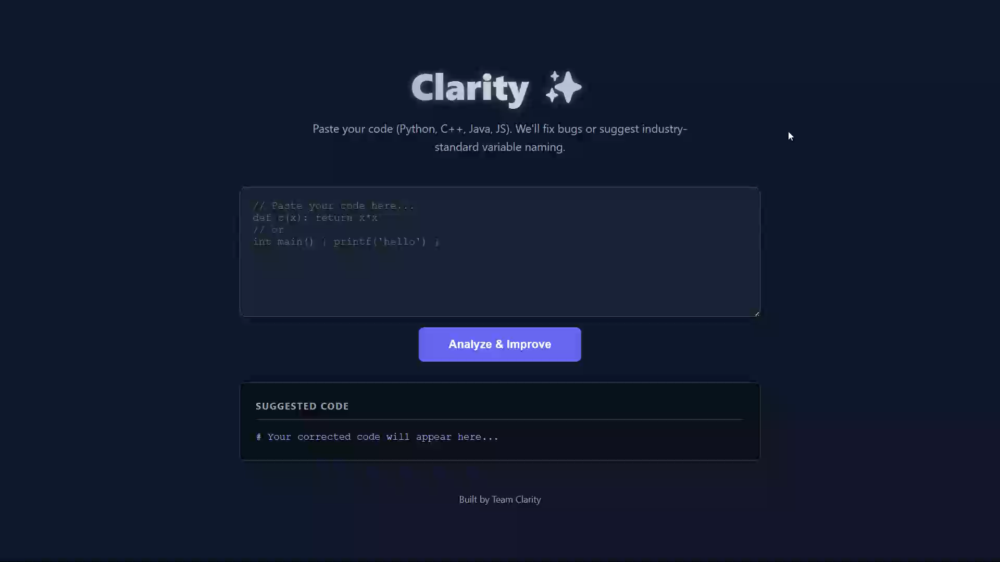 Clarity ✨
Paste your code (Python, C++, Java, JS). We'll fix bugs or suggest industry-
standard variable naming.
// Paste your code here...
def c(x): return x*x
// or
int main() { printf('hello') }
Analyze & Improve
SUGGESTED CODE
# Your corrected code will appear here...
Built by Team Clarity